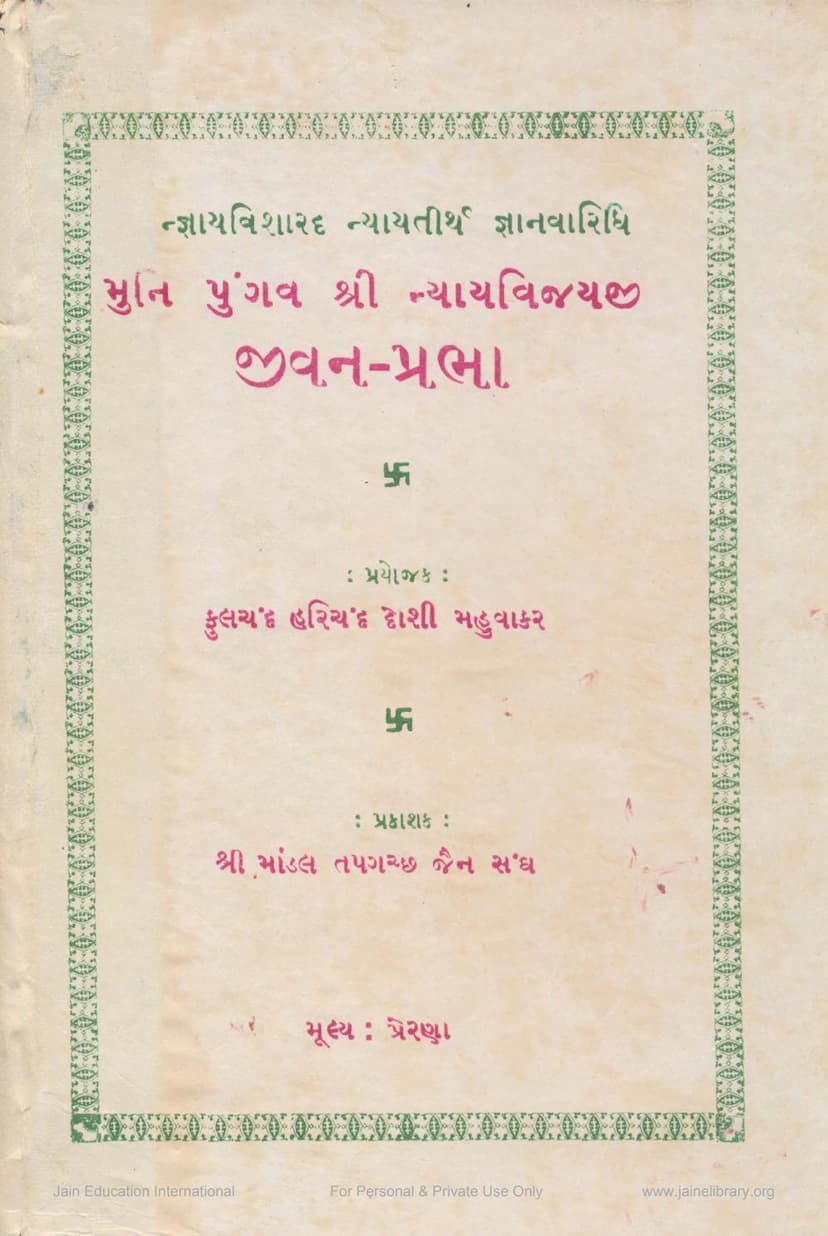 ન્જ્ઞાયવિશારદ ન્યાયતીર્થ જ્ઞાનવારિધિ
મુનિ પુંગવ શ્રી ન્યાયવિજયજી
જીવન-પ્રભા
卐
: પ્રયોજક :
ફુલચંદ હરિચંદ દોશી મહુવાકર
卐
: પ્રકાશક :
શ્રી માંડલ તપગચ્છ જૈન સંઘ
મૂલ્ય : પ્રેરણા
Jain Education International For Personal & Private Use Only www.jainelibrary.org